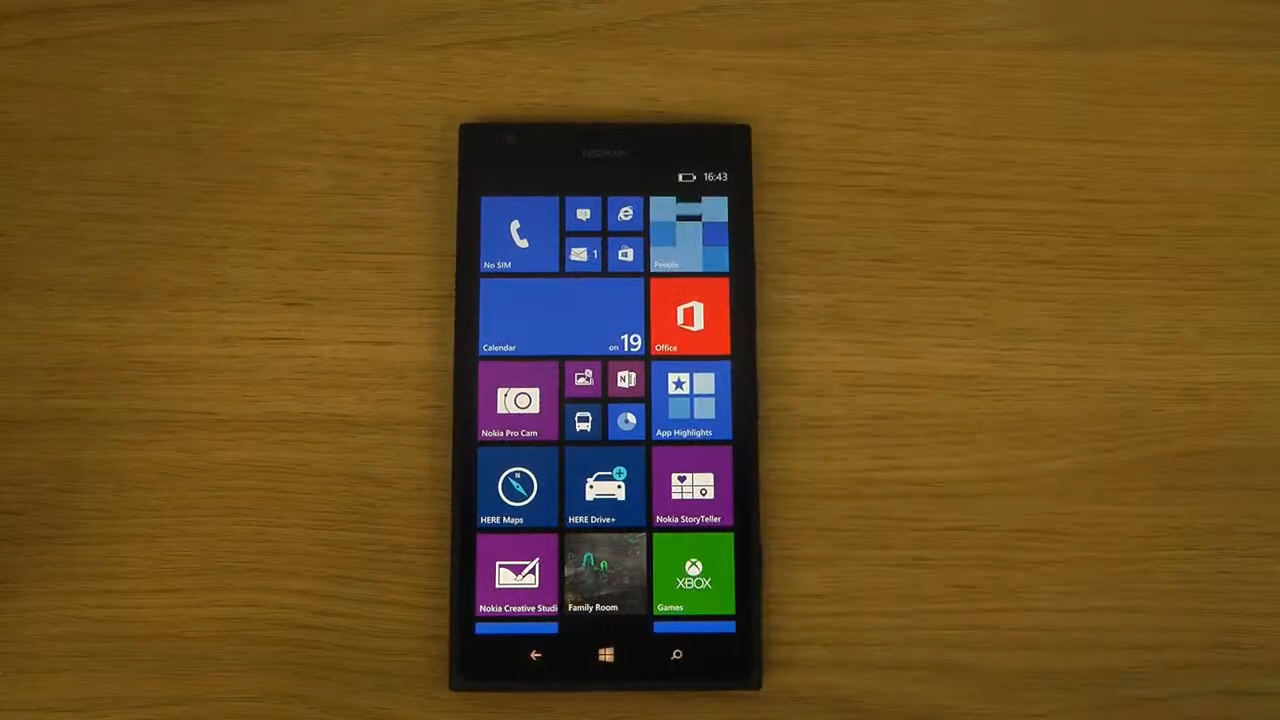 NOKIA
16:43
No SIM
1
People
Calendar
on 19
Office
N
Nokia Pro Cam
App Highlights
N
HERE Maps
HERE Drive+
Nokia StoryTeller
Nokia Creative Studi
Family Room
XBOX
Games